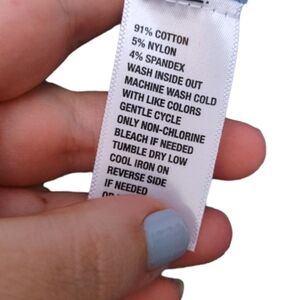 91% COTTON
5% NYLON
4% SPANDEX
WASH INSIDE OUT
MACHINE WASH COLD
WITH LIKE COLORS
GENTLE CYCLE
ONLY NON-CHLORINE
BLEACH IF NEEDED
TUMBLE DRY LOW
COOL IRON ON
REVERSE SIDE
IF NEEDED